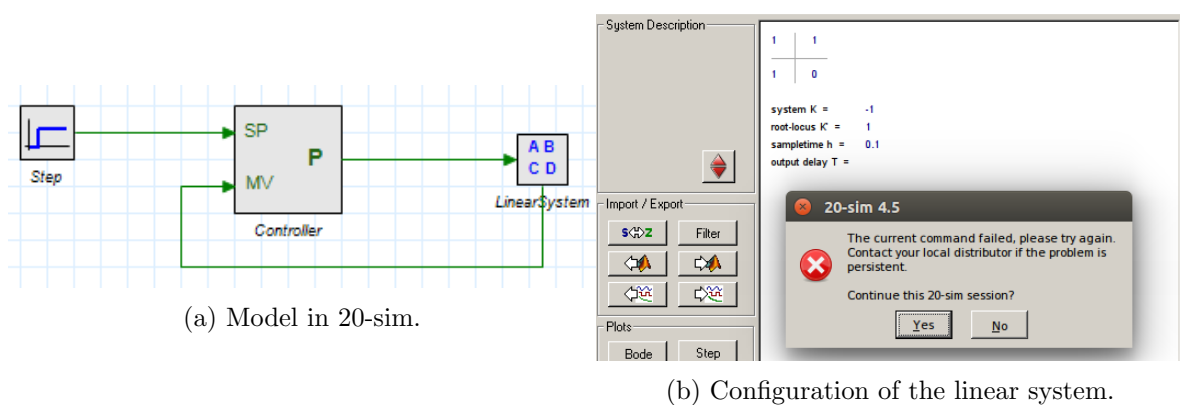 SP
P
MV
Step
Controller
A B
C D
LinearSystem
(a) Model in 20-sim.
System Description
1 1
1 0
system K = -1
root-locus K' = 1
sampletime h = 0.1
output delay T =
Import / Export
S Z
Filter
Plots
Bode
Step
20-sim 4.5
The current command failed, please try again.
Contact your local distributor if the problem is
persistent.
Continue this 20-sim session?
Yes
No
(b) Configuration of the linear system.